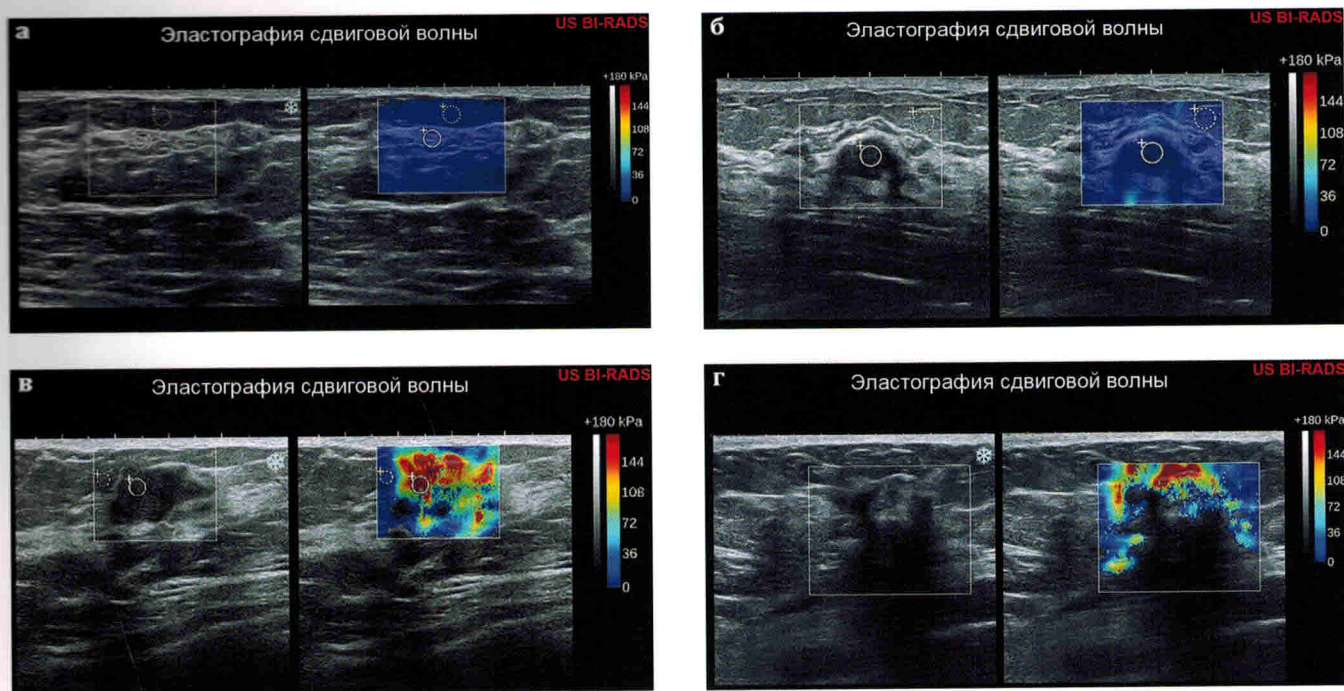 а
US BI-RADS
Эластография сдвиговой волны
+180 kPa
144
108
72
36
0
б
US BI-RADS
Эластография сдвиговой волны
+180 kPa
144
108
72
36
0
в
US BI-RADS
Эластография сдвиговой волны
+180 kPa
144
108
72
36
0
г
US BI-RADS
Эластография сдвиговой волны
+180 kPa
144
108
72
36
0